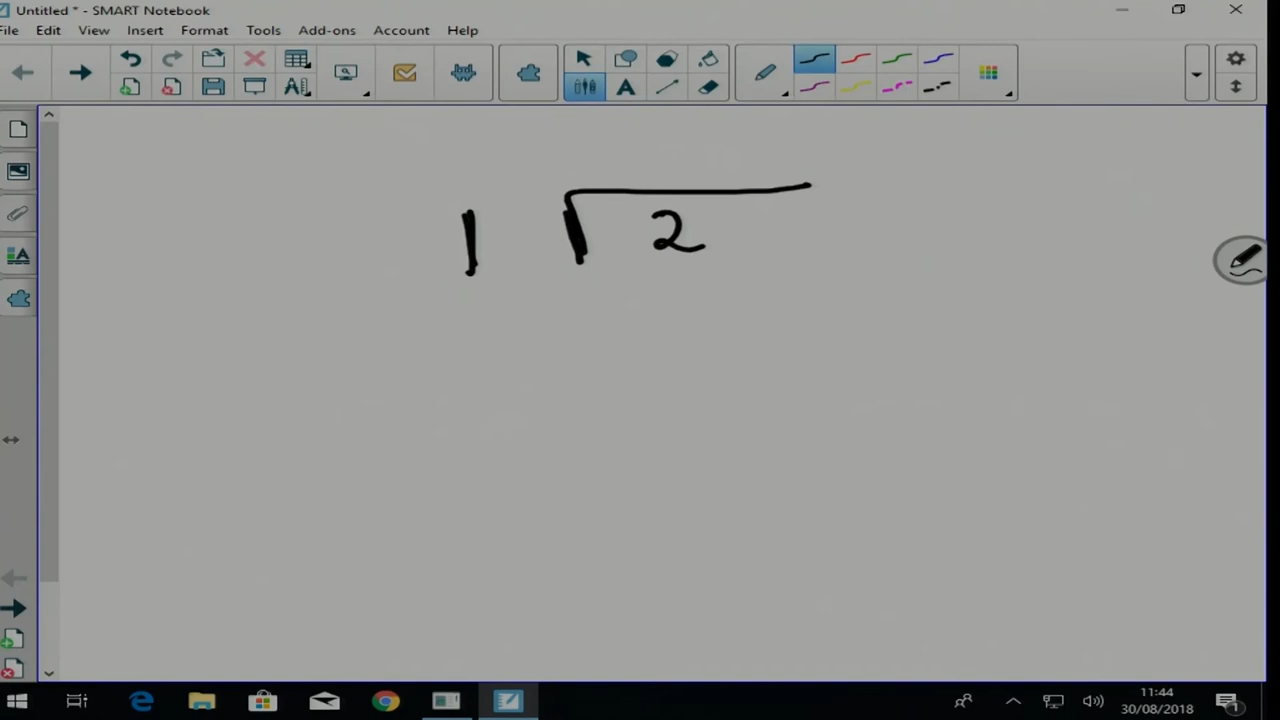 Untitled * - SMART Notebook
File Edit View Insert Format Tools Add-ons Account Help
1 2
11:44
30/08/2018
1